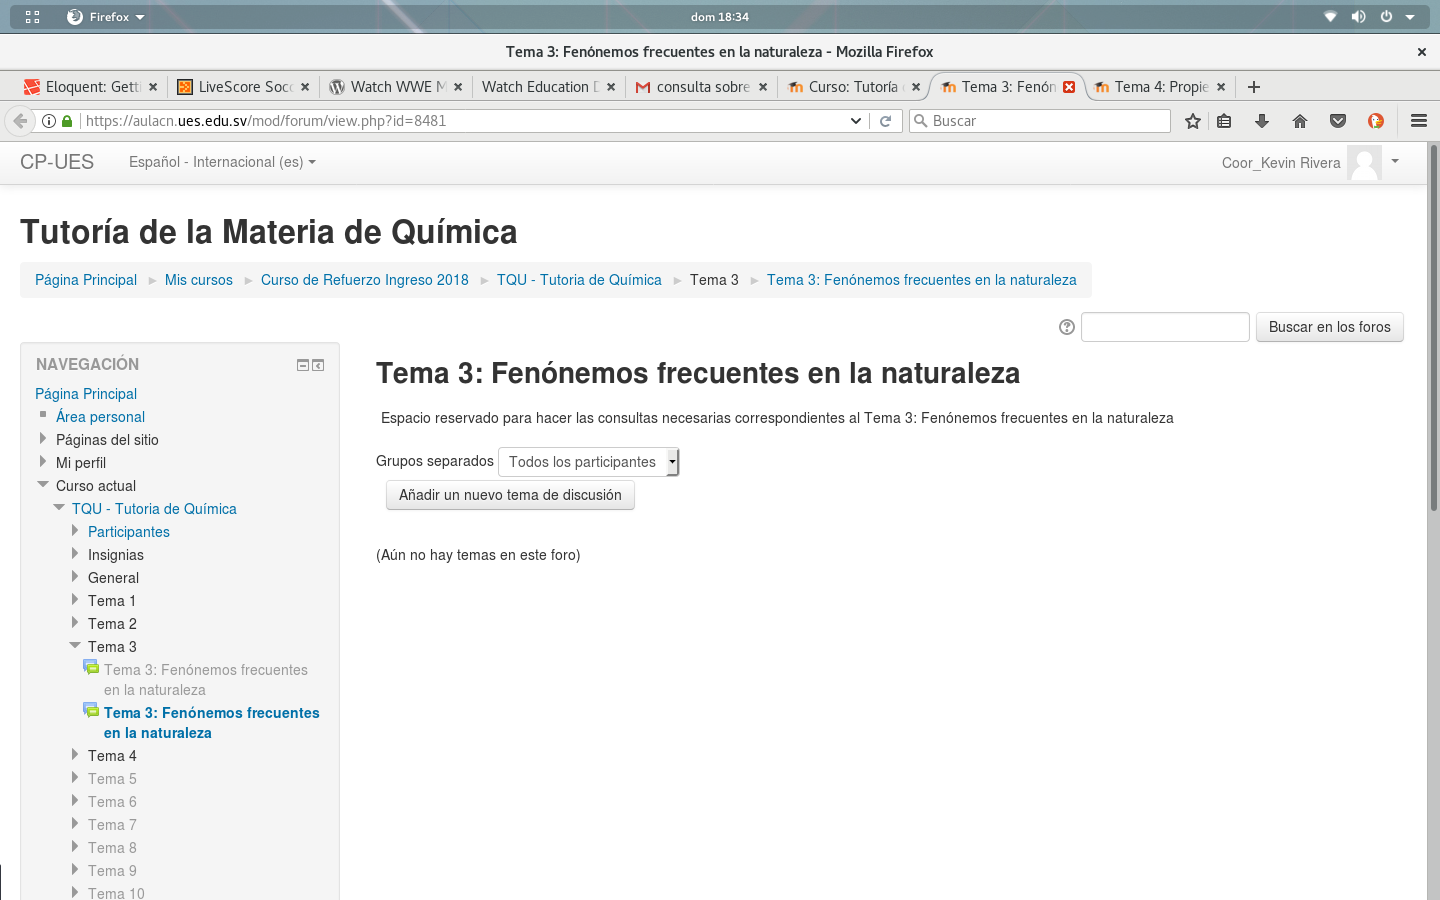 Firefox
dom 18:34
Tema 3: Fenónemos frecuentes en la naturaleza - Mozilla Firefox
Eloquent: Getti
LiveScore Socc
Watch WWE M
Watch Education D
consulta sobre
Curso: Tutoría
Tema 3: Fenón
Tema 4: Propie
https://aulacn.ues.edu.sv/mod/forum/view.php?id=8481
Buscar
CP-UES
Español - Internacional (es)
Coor_Kevin Rivera
Tutoría de la Materia de Química
Página Principal ► Mis cursos ► Curso de Refuerzo Ingreso 2018 ► TQU - Tutoria de Química ► Tema 3 ► Tema 3: Fenónemos frecuentes en la naturaleza
Buscar en los foros
NAVEGACIÓN
Página Principal
Área personal
Páginas del sitio
Mi perfil
Curso actual
TQU - Tutoria de Química
Participantes
Insignias
General
Tema 1
Tema 2
Tema 3
Tema 3: Fenónemos frecuentes
en la naturaleza
Tema 3: Fenónemos frecuentes
en la naturaleza
Tema 4
Tema 5
Tema 6
Tema 7
Tema 8
Tema 9
Tema 10
Tema 3: Fenónemos frecuentes en la naturaleza
Espacio reservado para hacer las consultas necesarias correspondientes al Tema 3: Fenónemos frecuentes en la naturaleza
Grupos separados Todos los participantes
Añadir un nuevo tema de discusión
(Aún no hay temas en este foro)